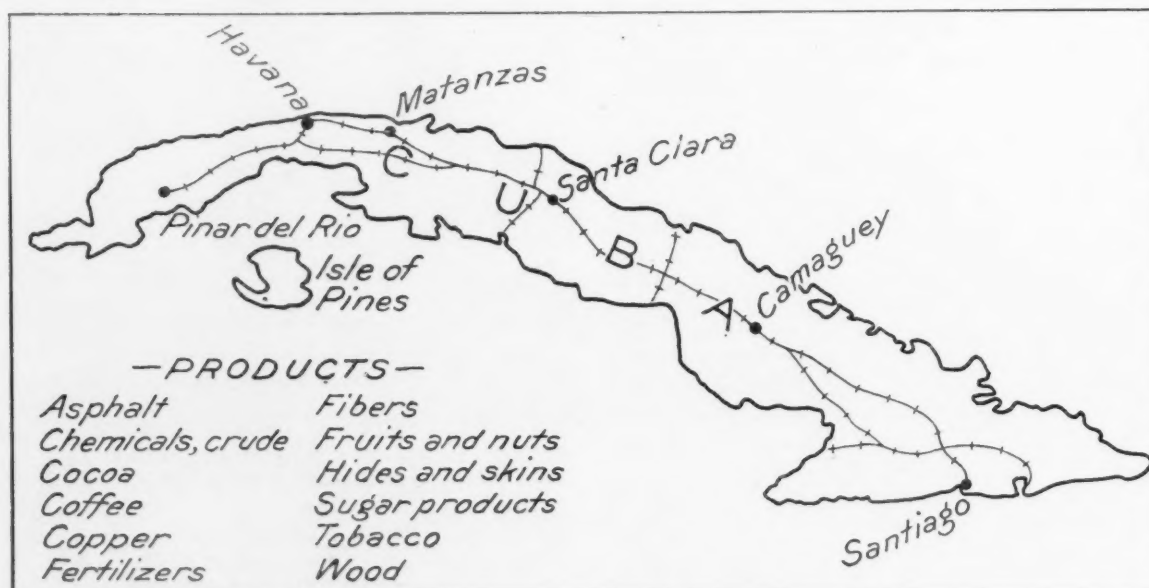 Havana
Matanzas
Santa Clara
CUBA
Pinar del Rio
Isle of
Pines
Camaguey
Santiago
—PRODUCTS—
Asphalt
Chemicals, crude
Cocoa
Coffee
Copper
Fertilizers
Fibers
Fruits and nuts
Hides and skins
Sugar products
Tobacco
Wood